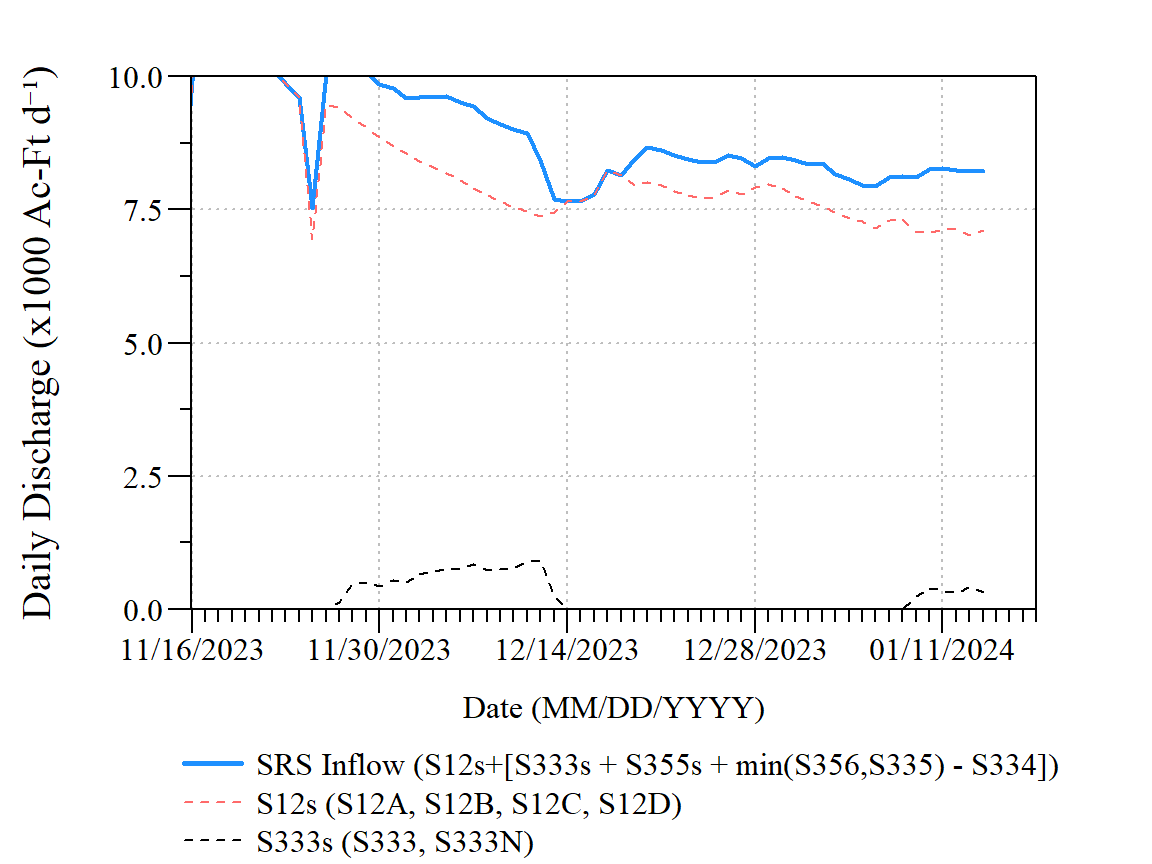 Daily Discharge (x1000 Ac-Ft d⁻¹)
10.0
7.5
5.0
2.5
0.0
11/16/2023 11/30/2023 12/14/2023 12/28/2023 01/11/2024
Date (MM/DD/YYYY)
SRS Inflow (S12s+[S333s + S355s + min(S356,S335) - S334])
S12s (S12A, S12B, S12C, S12D)
S333s (S333, S333N)